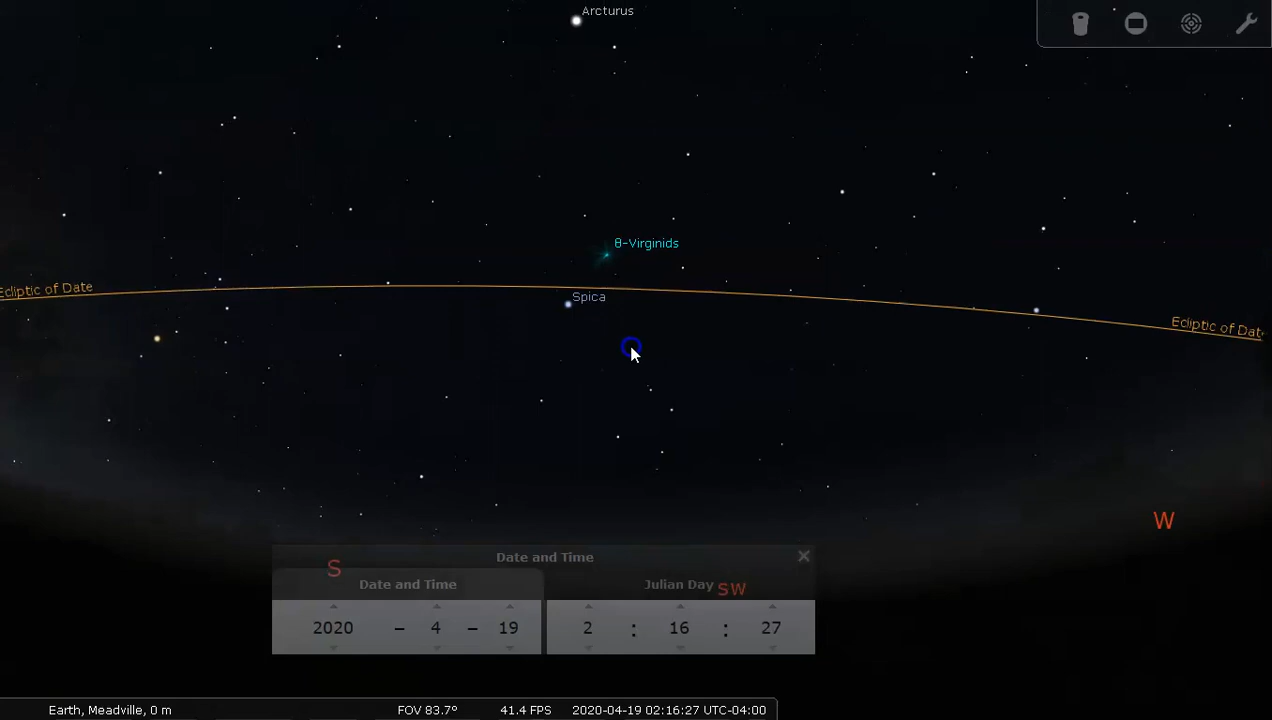 Arcturus
θ-Virginids
Ecliptic of Date
Spica
Ecliptic of Date
W
Date and Time
S
Date and Time
Julian Day
SW
2020 - 4 - 19
2 : 16 : 27
Earth, Meadville, 0 m
FOV 83.7°
41.4 FPS
2020-04-19 02:16:27 UTC-04:00